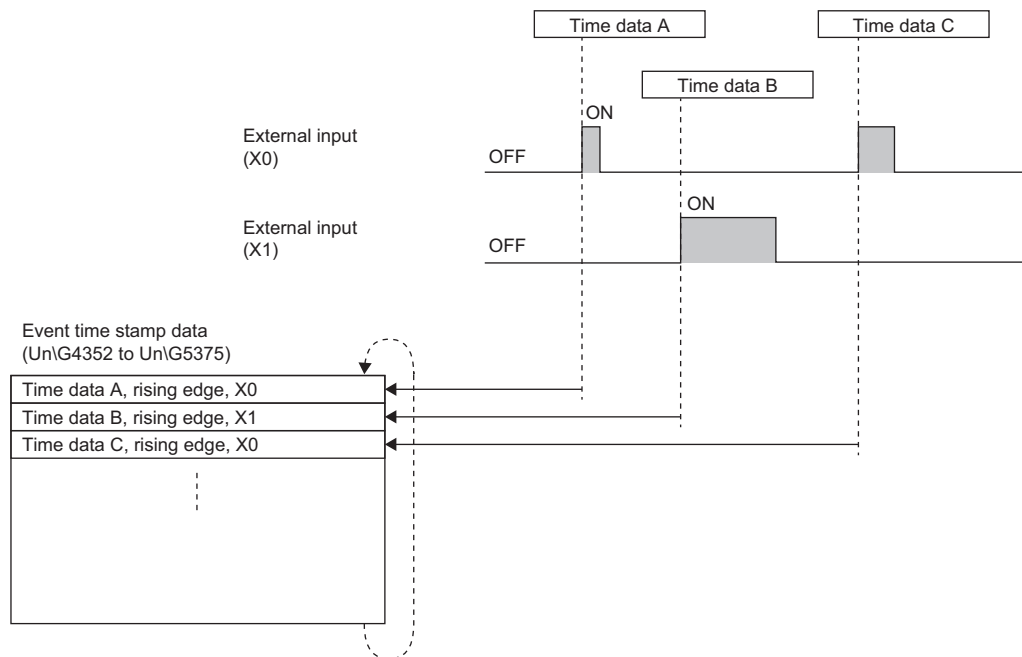 Time data A
Time data C
Time data B
ON
External input
(X0)
OFF
ON
External input
(X1)
OFF
Event time stamp data
(Un\G4352 to Un\G5375)
Time data A, rising edge, X0
Time data B, rising edge, X1
Time data C, rising edge, X0